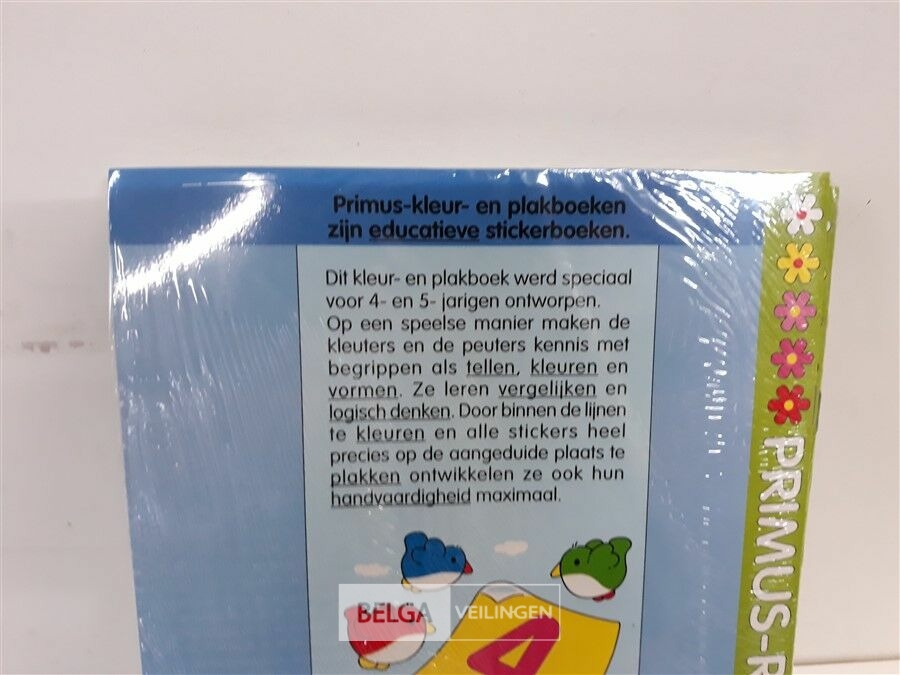 Primus-kleur- en plakboeken
zijn educatieve stickerboeken.
Dit kleur- en plakboek werd speciaal
voor 4- en 5- jarigen ontworpen.
Op een speelse manier maken de
kleuters en de peuters kennis met
begrippen als tellen, kleuren en
vormen. Ze leren vergelijken en
logisch denken. Door binnen de lijnen
te kleuren en alle stickers heel
precies op de aangeduide plaats te
plakken ontwikkelen ze ook hun
handvaardigheid maximaal.
BELGA VEILINGEN
4
PRIMUS-R